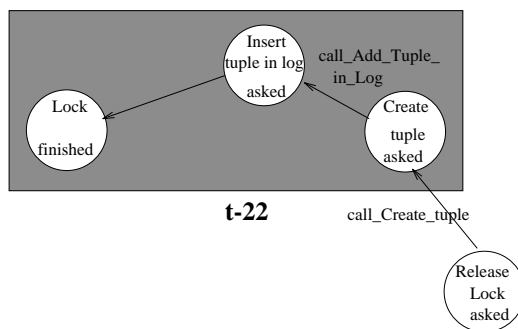 Insert
tuple in log
asked
call_Add_Tuple_
in_Log
Lock
finished
Create
tuple
asked
t-22
call_Create_tuple
Release
Lock
asked